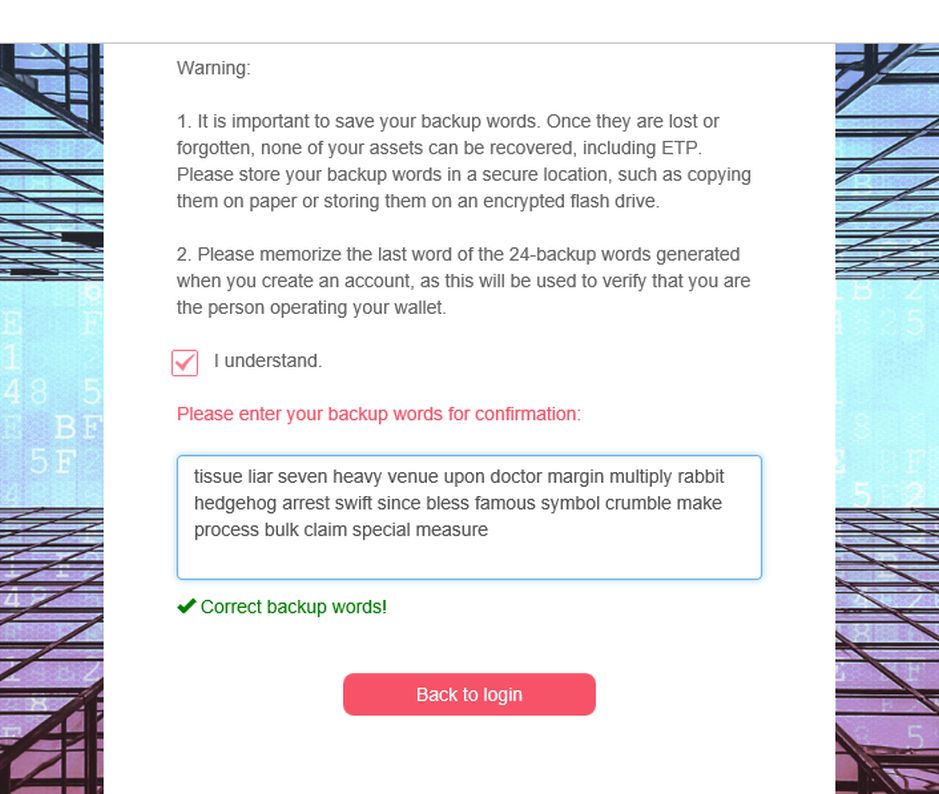 Warning:
1. It is important to save your backup words. Once they are lost or
forgotten, none of your assets can be recovered, including ETP.
Please store your backup words in a secure location, such as copying
them on paper or storing them on an encrypted flash drive.
2. Please memorize the last word of the 24-backup words generated
when you create an account, as this will be used to verify that you are
the person operating your wallet.
I understand.
Please enter your backup words for confirmation:
tissue liar seven heavy venue upon doctor margin multiply rabbit
hedgehog arrest swift since bless famous symbol crumble make
process bulk claim special measure
Correct backup words!
Back to login